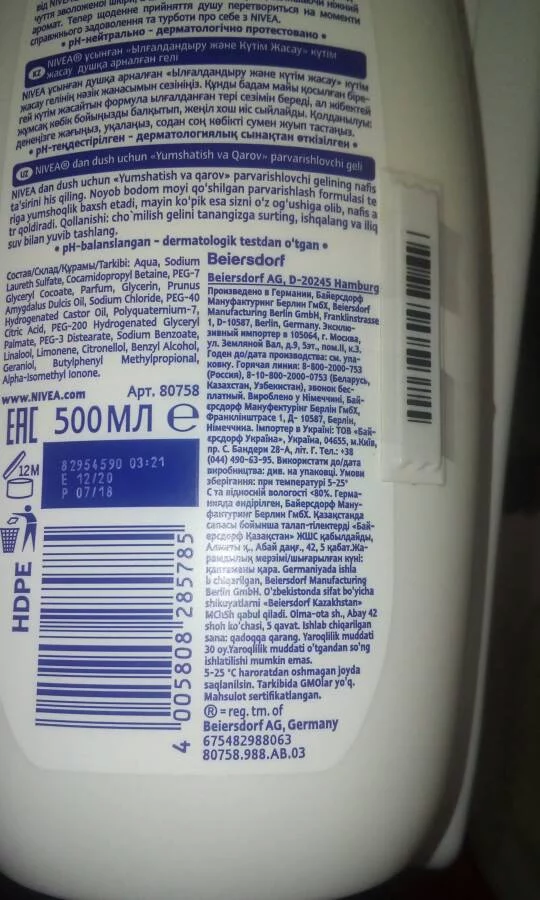 чуття зволоженої шкіри,
аромат. Тепер щоденне прийняття душу перетвориться на моменти
справжнього задоволення та турботи про себе з NIVEA.
• pH-нейтрально - дерматологічно протестовано •
KZ NIVEA® ұсынған «Ылғалдандыру және Күтім Жасау» күтім
жасау душқа арналған гелі
NIVEA ұсынған душқа арналған «Ылғалдандыру және күтім жасау» күтім
жасау гелінің нәзік жанасымын сезініңіз. Құнды бадам майы қосылған бірегей
күтім жасайтын формула ылғалданған тері сезімін береді, ал жібектей
жұмсақ көбік бойыңызды балқытып, жеңіл хош иіс сыйлайды. Қолданылуы:
денеңізге жағыңыз, уқалаңыз, содан соң көбікті сумен жуып тастаңыз.
• pH-теңдестірілген - дерматологиялық сынақтан өткізілген •
UZ NIVEA® dan dush uchun «Yumshatish va Qarov» parvarishlovchi geli
NIVEA dan dush uchun «Yumshatish va qarov» parvarishlovchi gelining nafis
ta'sirini his qiling. Noyob bodom moyi qo'shilgan parvarishlash formulasi te
riga yumshoqlik baxsh etadi, mayin ko'pik esa sizni o'z og'ushiga olib, nafis a
tr qoldiradi. Qollanishi: cho`milish gelini tanangizga surting, ishqalang va iliq
suv bilan yuvib tashlang.
• pH-balanslangan - dermatologik testdan o'tgan •
Состав/Склад/Құрамы/Tarkibi: Aqua, Sodium
Laureth Sulfate, Cocamidopropyl Betaine, PEG-7
Glyceryl Cocoate, Parfum, Glycerin, Prunus
Amygdalus Dulcis Oil, Sodium Chloride, PEG-40
Hydrogenated Castor Oil, Polyquaternium-7,
Citric Acid, PEG-200 Hydrogenated Glyceryl
Palmate, PEG-3 Distearate, Sodium Benzoate,
Linalool, Limonene, Citronellol, Benzyl Alcohol,
Geraniol, Butylphenyl Methylpropional,
Alpha-Isomethyl Ionone.
www.NIVEA.com Арт. 80758
EAC 500 МЛ ℮
12M
82954590 03:21
E 12/20
P 07/18
HDPE
4 005808 285785
Beiersdorf
Beiersdorf AG, D-20245 Hamburg
Произведено в Германии, Байерсдорф
Мануфактуринг Берлин ГмбХ, Beiersdorf
Manufacturing Berlin GmbH, Franklinstrasse
1, D-10587, Berlin, Germany. Эксклю-
зивный импортер в 105064, г. Москва,
ул. Земляной Вал, д.9, 5эт., пом.II, к.3.
Годен до/дата производства: см. упа-
ковку. Горячая линия: 8-800-2000-753
(Россия), 8-10-800-2000-0753 (Беларусь,
Казахстан, Узбекистан), звонок бес-
платный. Вироблено у Німеччині, Бай-
єрсдорф Мануфектурінг Берлін ГмбХ,
Франклінштрасе 1, Д- 10587, Берлін,
Німеччина. Імпортер в Україні: ТОВ «Бай-
єрсдорф Україна», Україна, 04655, м.Київ,
пр. С. Бандери 28-А, літ. Г. Тел.: +38
(044) 490-63-95. Використати до/дата
виробництва: див. на упаковці. Умови
зберігання: при температурі 5-25°
С та відносній вологості <80%. Герма-
нияда өндірілген, Байерсдорф Ману-
фактуринг Берлин ГмбХ. Қазақстанда
сапасы бойынша талап-тілектерді «Бай-
ерсдорф Казахстан» ЖШС қабылдайды,
Алматы қ., Абай даңғ., 42, 5 қабат.Жа-
рамдылық мерзімі/шығарылған күні:
қаптаманы қара. Germaniyada ishla
b chiqarilgan, Beiersdorf Manufacturing
Berlin GmbH. O'zbekistonda sifat bo'yicha
shikoyatlarni «Beiersdorf Kazakhstan»
MChSh qabul qiladi. Olma-ota sh., Abay 42
shoh ko'chasi, 5 qavat. Ishlab chiqarilgan
sana: qadoqqa qarang. Yaroqlilik muddati
30 oy.Yaroqlilik muddati o'tgandan so'ng
ishlatilishi mumkin emas.
5-25 °C haroratdan oshmagan joyda
saqlanilsin. Tarkibida GMOlar yo'q.
Mahsulot sertifikatlangan.
® = reg. tm. of
Beiersdorf AG, Germany
675482988063
80758.988.AB.03